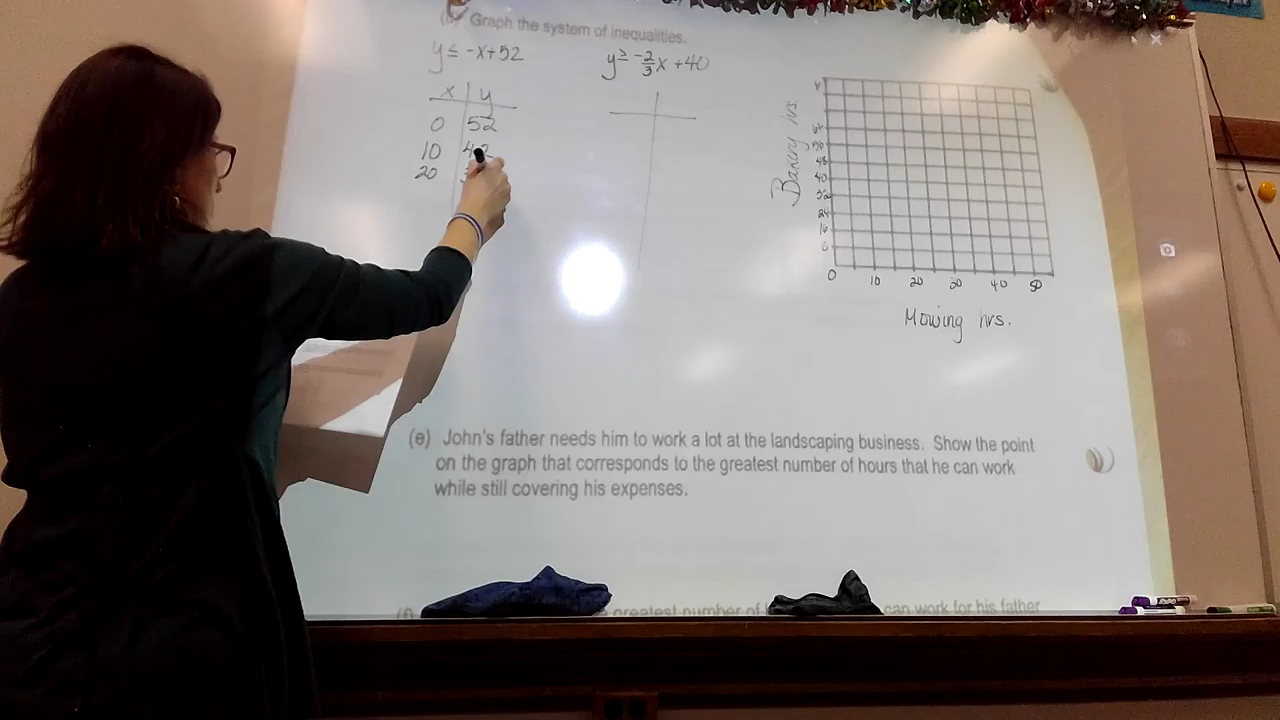 Graph the system of inequalities.
y ≤ -x+52
y ≥ -2/3 x + 40
x | y
0 52
10 42
20
Bakery hrs.
y
56
48
40
32
24
16
0 10 20 30 40 50
Mowing hrs.
(e) John's father needs him to work a lot at the landscaping business. Show the point
on the graph that corresponds to the greatest number of hours that he can work
while still covering his expenses.
greatest number of
can work for his father